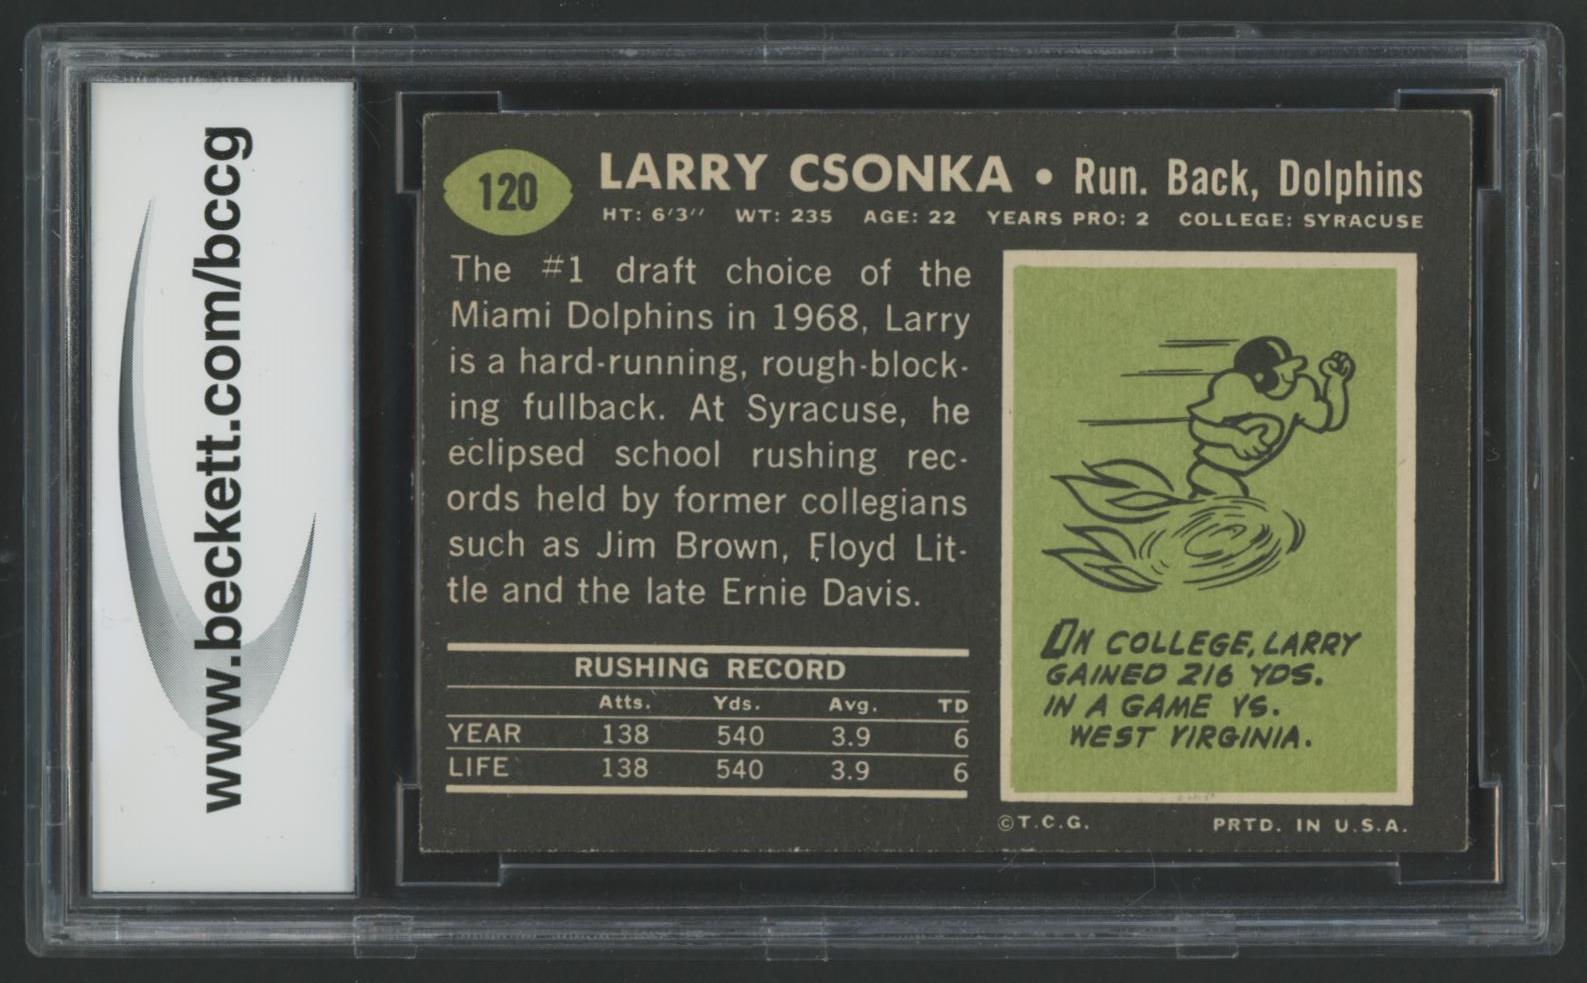 www.beckett.com/bccg
120
LARRY CSONKA • Run. Back, Dolphins
HT: 6'3" WT: 235 AGE: 22 YEARS PRO: 2 COLLEGE: SYRACUSE
The #1 draft choice of the
Miami Dolphins in 1968, Larry
is a hard-running, rough-block-
ing fullback. At Syracuse, he
eclipsed school rushing rec-
ords held by former collegians
such as Jim Brown, Floyd Lit-
tle and the late Ernie Davis.
RUSHING RECORD
Atts. Yds. Avg. TD
YEAR 138 540 3.9 6
LIFE 138 540 3.9 6
IN COLLEGE, LARRY
GAINED 216 YDS.
IN A GAME VS.
WEST VIRGINIA.
©T.C.G. PRTD. IN U.S.A.